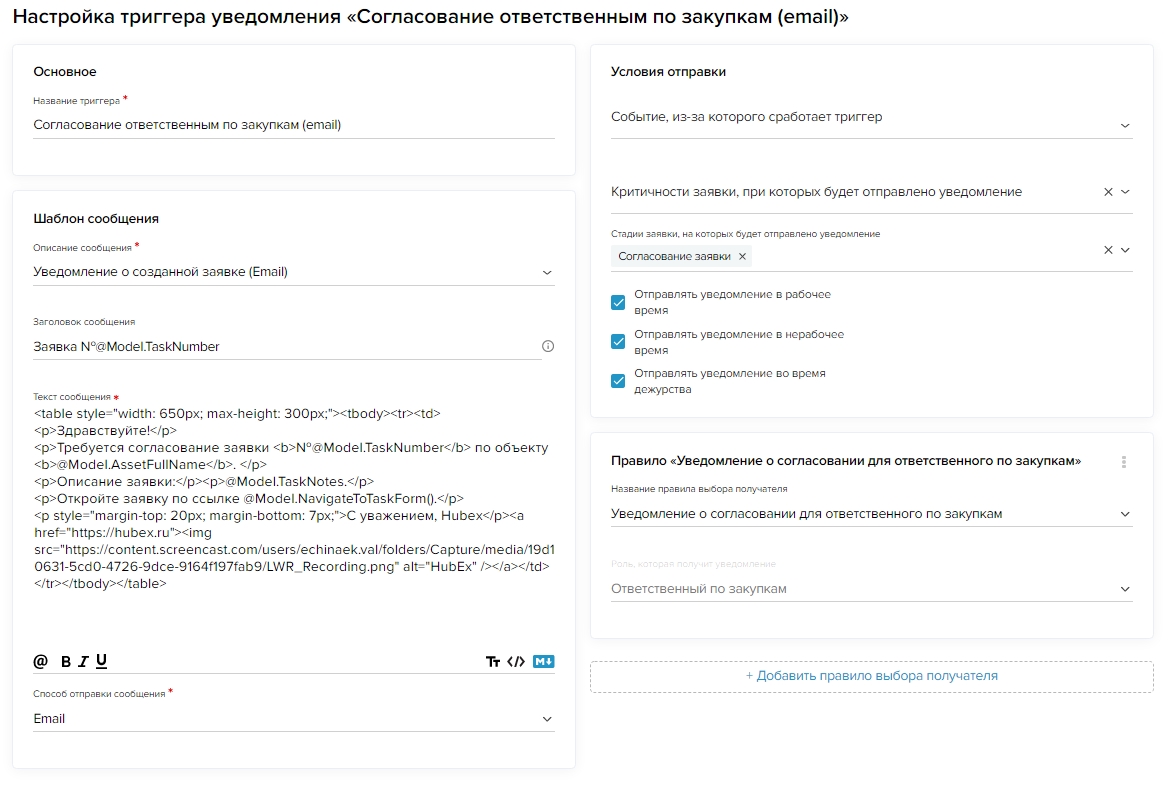 Настройка триггера уведомления «Согласование ответственным по закупкам (email)»
Основное
Название триггера *
Согласование ответственным по закупкам (email)
Шаблон сообщения
Описание сообщения *
Уведомление о созданной заявке (Email)
Заголовок сообщения
Заявка №@Model.TaskNumber
Текст сообщения *
<table style="width: 650px; max-height: 300px;"><tbody><tr><td>
<p>Здравствуйте!</p>
<p>Требуется согласование заявки <b>№@Model.TaskNumber</b> по объекту
<b>@Model.AssetFullName</b>. </p>
<p>Описание заявки:</p><p>@Model.TaskNotes.</p>
<p>Откройте заявку по ссылке @Model.NavigateToTaskForm().</p>
<p style="margin-top: 20px; margin-bottom: 7px;">С уважением, Hubex</p><a
href="https://hubex.ru"><img
src="https://content.screencast.com/users/echinaek.val/folders/Capture/media/19d1
0631-5cd0-4726-9dce-9164f197fab9/LWR_Recording.png" alt="HubEx" /></a></td>
</tr></tbody></table>
@ B I U Tт </> M↓
Способ отправки сообщения *
Email
Условия отправки
Событие, из-за которого сработает триггер
Критичности заявки, при которых будет отправлено уведомление
Стадии заявки, на которых будет отправлено уведомление
Согласование заявки
Отправлять уведомление в рабочее
время
Отправлять уведомление в нерабочее
время
Отправлять уведомление во время
дежурства
Правило «Уведомление о согласовании для ответственного по закупкам»
Название правила выбора получателя
Уведомление о согласовании для ответственного по закупкам
Роль, которая получит уведомление
Ответственный по закупкам
+ Добавить правило выбора получателя